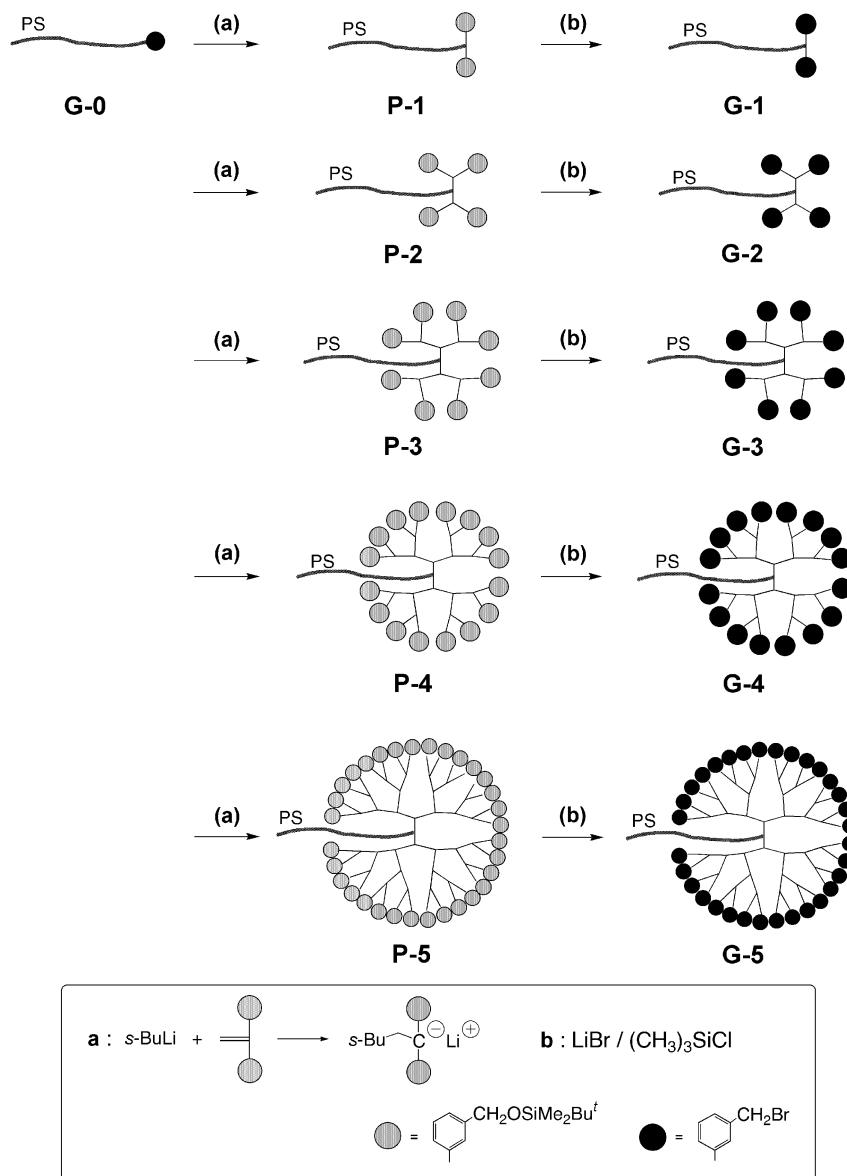 PS (a) PS (b) PS
G-0 P-1 G-1
(a) PS (b) PS
P-2 G-2
(a) PS (b) PS
P-3 G-3
(a) PS (b) PS
P-4 G-4
(a) PS (b) PS
P-5 G-5
a : s-BuLi + s-Bu C − Li + b : LiBr / (CH₃)₃SiCl
= CH₂OSiMe₂Buᵗ = CH₂Br